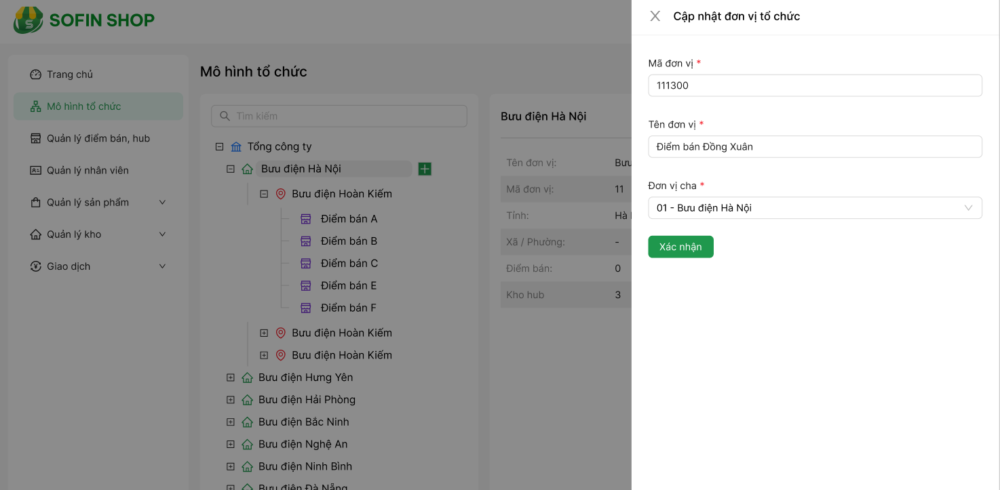 SOFIN SHOP
Trang chủ
Mô hình tổ chức
Quản lý điểm bán, hub
Quản lý nhân viên
Quản lý sản phẩm
Quản lý kho
Giao dịch
Mô hình tổ chức
Tìm kiếm
Tổng công ty
Bưu điện Hà Nội
Bưu điện Hoàn Kiếm
Điểm bán A
Điểm bán B
Điểm bán C
Điểm bán E
Điểm bán F
Bưu điện Hoàn Kiếm
Bưu điện Hoàn Kiếm
Bưu điện Hưng Yên
Bưu điện Hải Phòng
Bưu điện Bắc Ninh
Bưu điện Nghệ An
Bưu điện Ninh Bình
Bưu điện Đà Nẵng
Bưu điện Hà Nội
Tên đơn vị: Bưu
Mã đơn vị: 11
Tỉnh: Hà
Xã / Phường: -
Điểm bán: 0
Kho hub 3
Cập nhật đơn vị tổ chức
Mã đơn vị *
111300
Tên đơn vị *
Điểm bán Đồng Xuân
Đơn vị cha *
01 - Bưu điện Hà Nội
Xác nhận